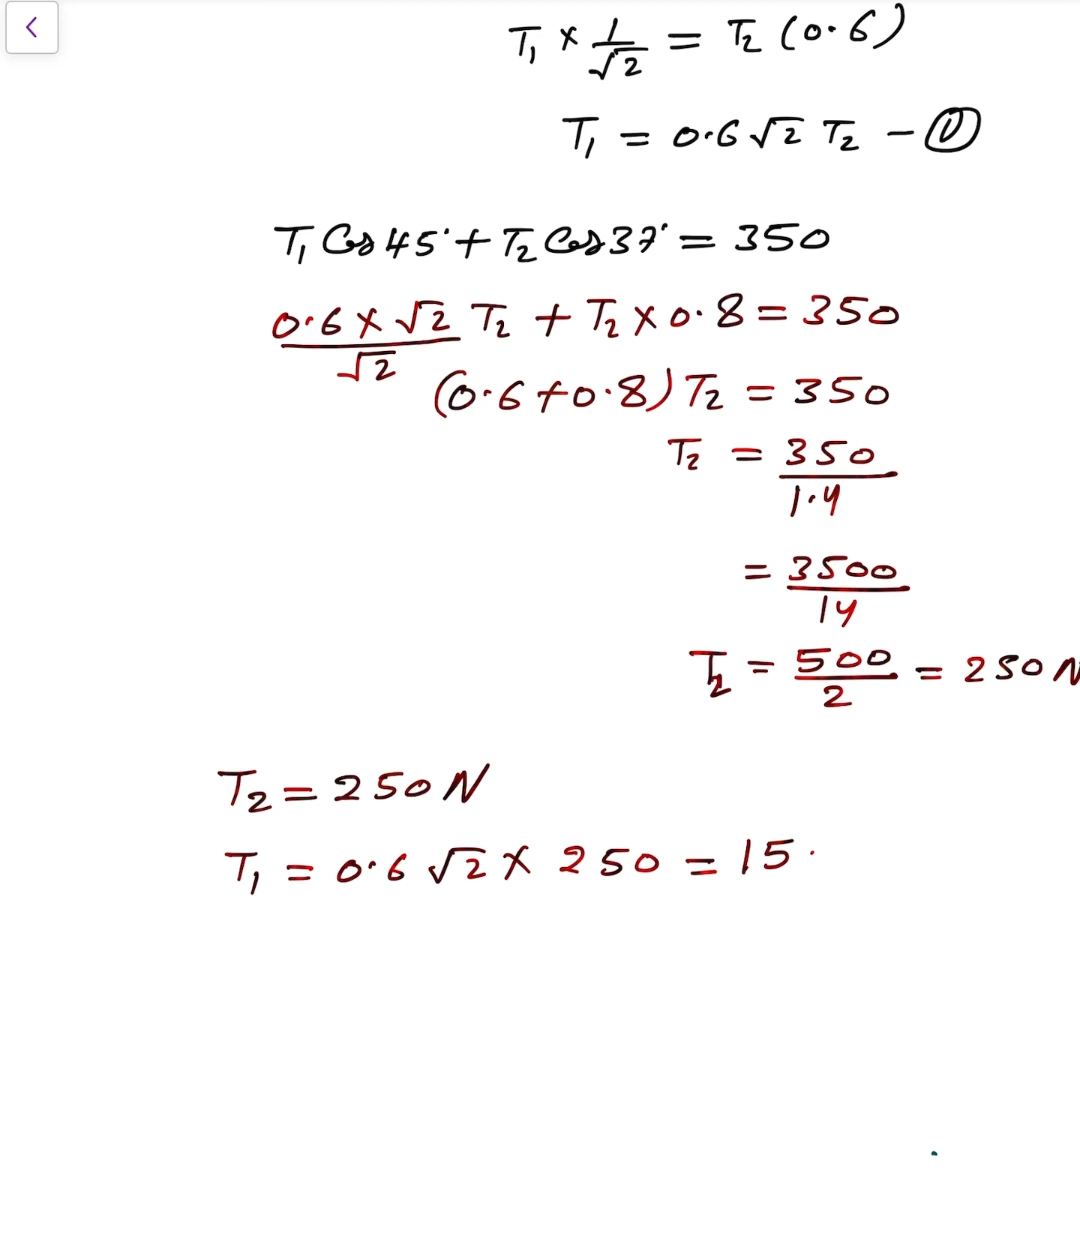 T₁ × 1/√2 = T₂ (0.6)
T₁ = 0.6 √2 T₂ – ①
T₁ Cos 45° + T₂ Cos 37° = 350
0.6 × √2/√2 T₂ + T₂ × 0.8 = 350
(0.6 + 0.8) T₂ = 350
T₂ = 350/1.4
= 3500/14
T₂ = 500/2 = 250 N
T₂ = 250 N
T₁ = 0.6 √2 × 250 = 15.